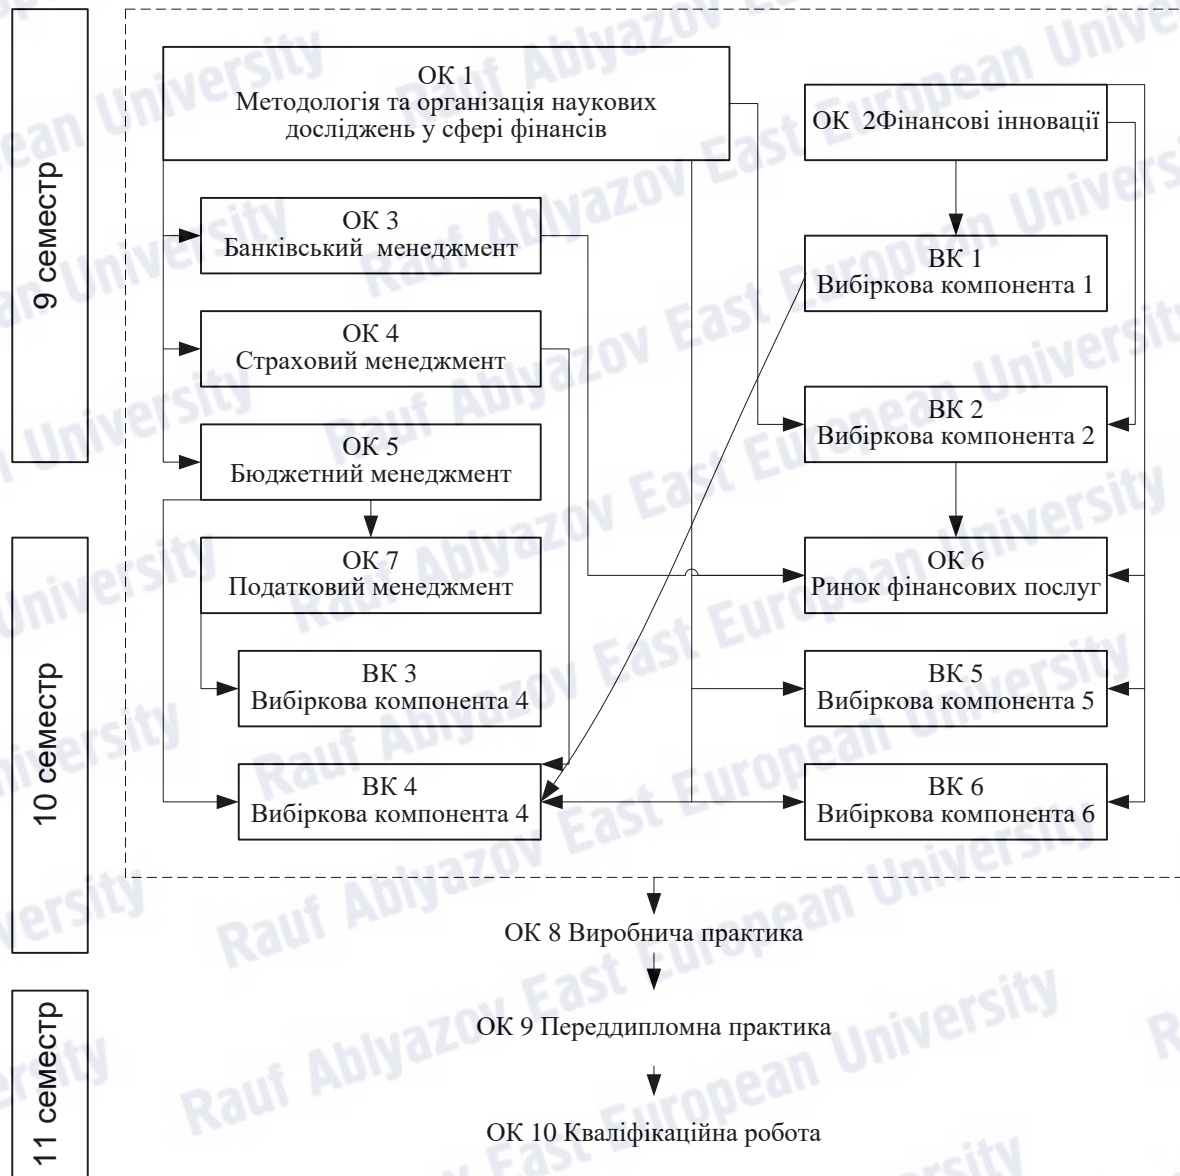 9 семестр
ОК 1
Методологія та організація наукових
досліджень у сфері фінансів
ОК 2Фінансові інновації
ОК 3
Банківський менеджмент
ВК 1
Вибіркова компонента 1
ОК 4
Страховий менеджмент
ВК 2
Вибіркова компонента 2
ОК 5
Бюджетний менеджмент
10 семестр
ОК 7
Податковий менеджмент
ОК 6
Ринок фінансових послуг
ВК 3
Вибіркова компонента 4
ВК 5
Вибіркова компонента 5
ВК 4
Вибіркова компонента 4
ВК 6
Вибіркова компонента 6
ОК 8 Виробнича практика
11 семестр
ОК 9 Переддипломна практика
ОК 10 Кваліфікаційна робота
Rauf Ablyazov East European University